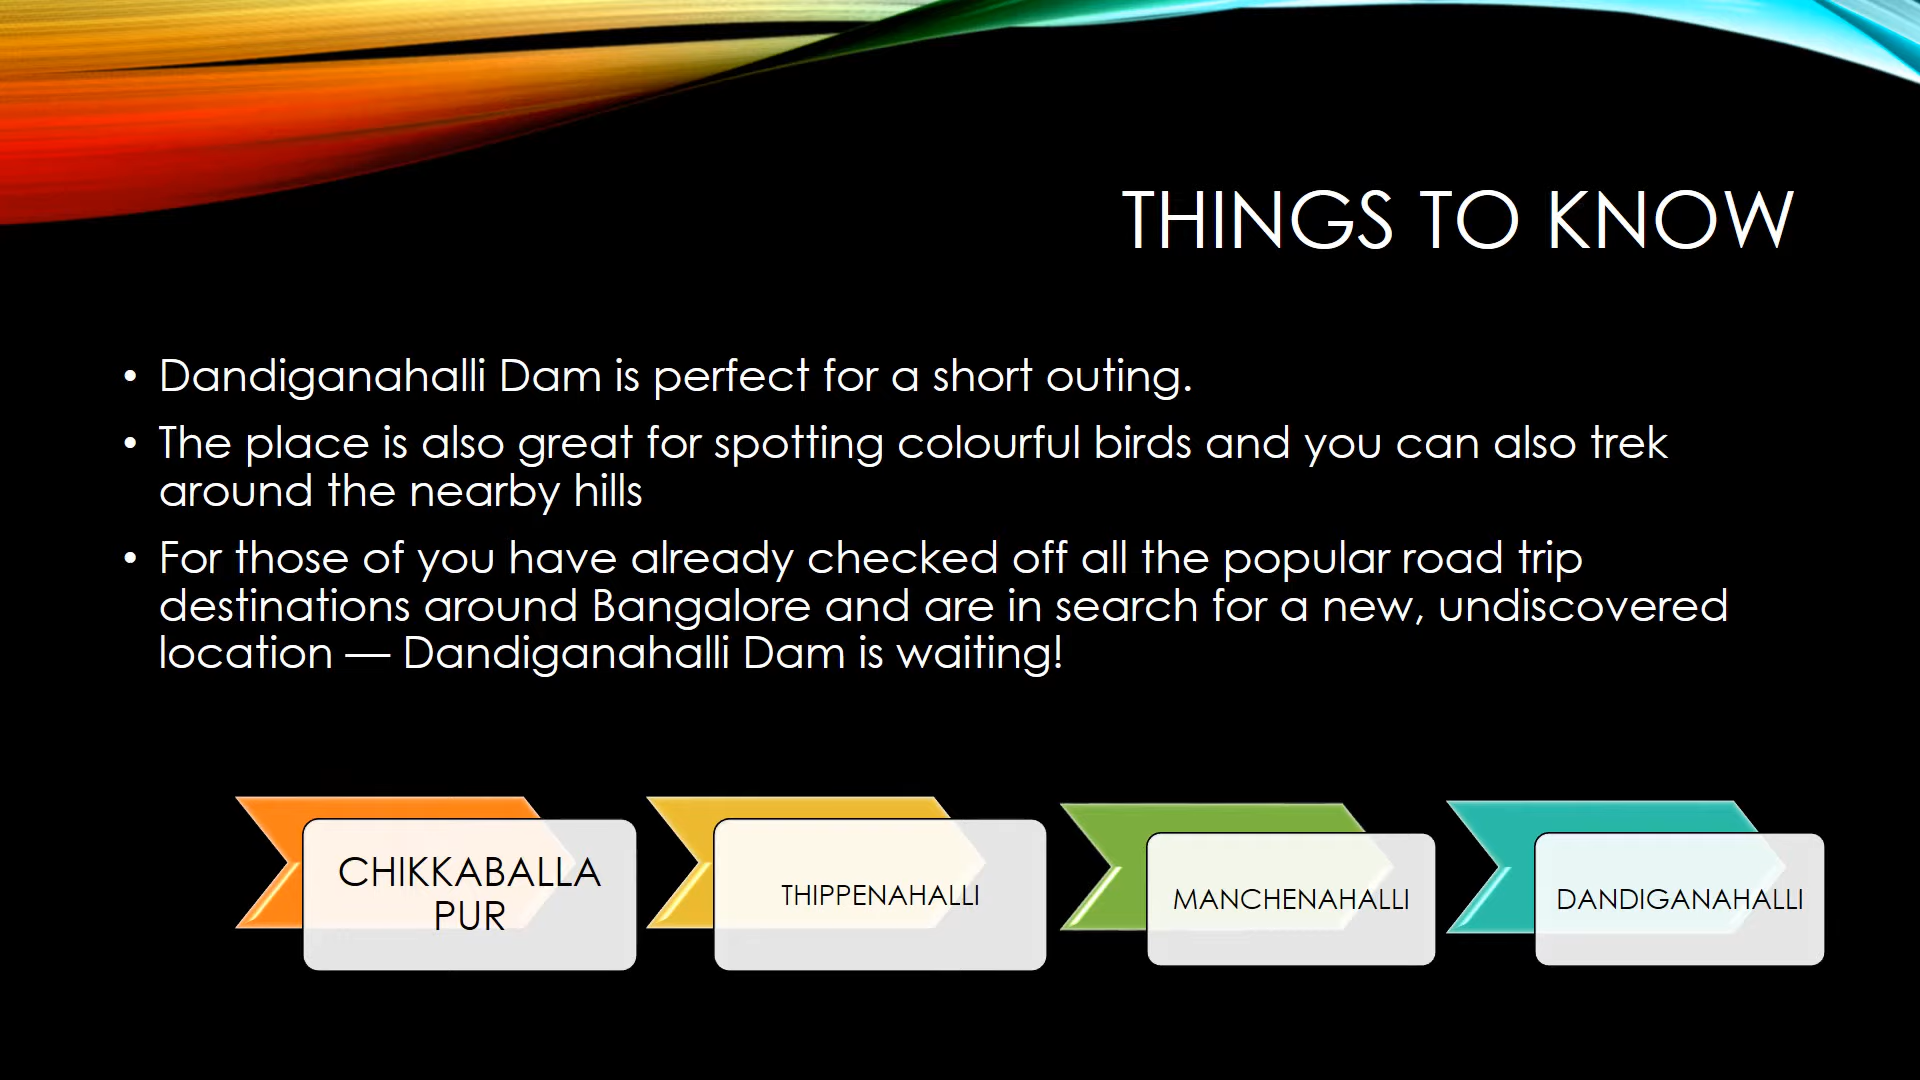 THINGS TO KNOW
• Dandiganahalli Dam is perfect for a short outing.
• The place is also great for spotting colourful birds and you can also trek
around the nearby hills
• For those of you have already checked off all the popular road trip
destinations around Bangalore and are in search for a new, undiscovered
location — Dandiganahalli Dam is waiting!
CHIKKABALLA
PUR
THIPPENAHALLI
MANCHENAHALLI
DANDIGANAHALLI